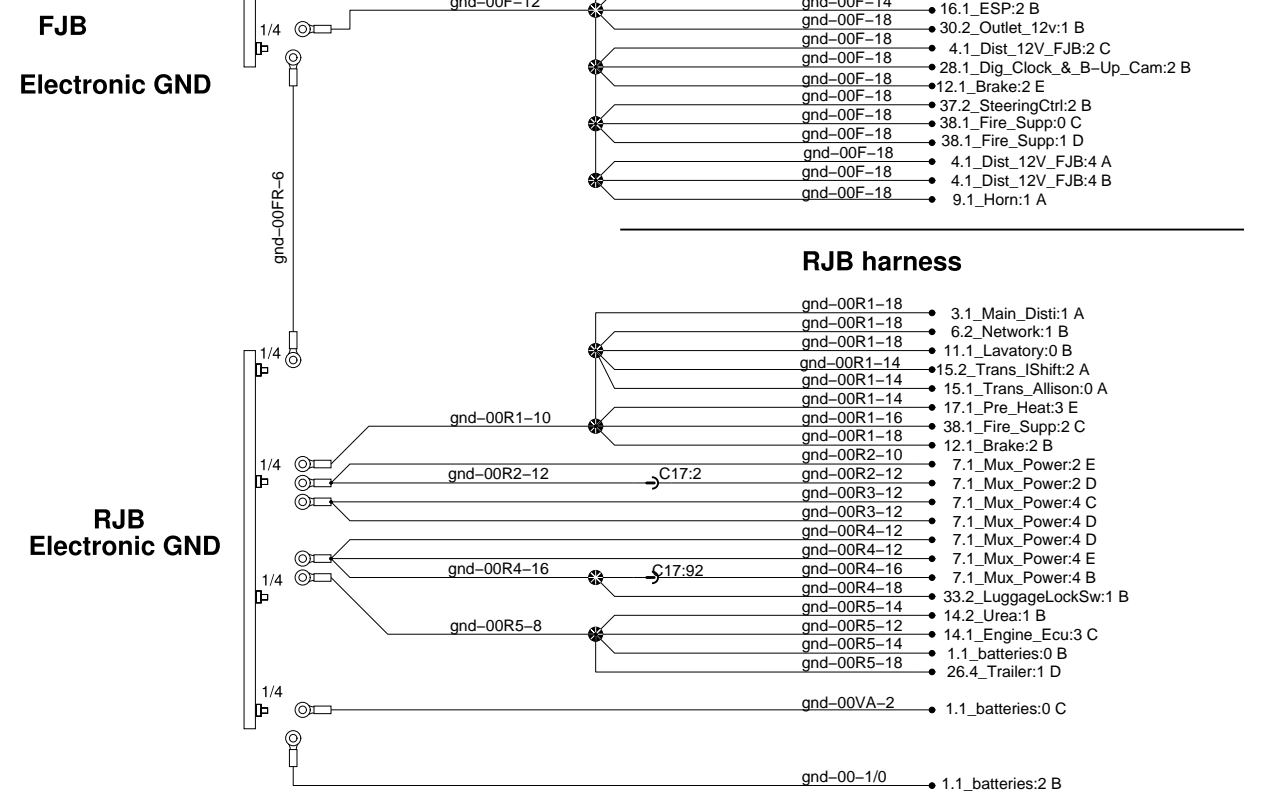 gnd–00F–12 gnd–00F–14 16.1_ESP:2 B
FJB 1/4 gnd–00F–18 30.2_Outlet_12v:1 B
gnd–00F–18 4.1_Dist_12V_FJB:2 C
gnd–00F–18 28.1_Dig_Clock_&_B–Up_Cam:2 B
Electronic GND gnd–00F–18 12.1_Brake:2 E
gnd–00F–18 37.2_SteeringCtrl:2 B
gnd–00F–18 38.1_Fire_Supp:0 C
gnd–00F–18 38.1_Fire_Supp:1 D
gnd–00F–18 4.1_Dist_12V_FJB:4 A
gnd–00F–18 4.1_Dist_12V_FJB:4 B
gnd–00F–18 9.1_Horn:1 A
gnd–00FR–6
RJB harness
gnd–00R1–18 3.1_Main_Disti:1 A
gnd–00R1–18 6.2_Network:1 B
1/4 gnd–00R1–18 11.1_Lavatory:0 B
gnd–00R1–14 15.2_Trans_IShift:2 A
gnd–00R1–14 15.1_Trans_Allison:0 A
gnd–00R1–14 17.1_Pre_Heat:3 E
gnd–00R1–10 gnd–00R1–16 38.1_Fire_Supp:2 C
gnd–00R1–18 12.1_Brake:2 B
1/4 gnd–00R2–10 7.1_Mux_Power:2 E
gnd–00R2–12 C17:2 gnd–00R2–12 7.1_Mux_Power:2 D
gnd–00R3–12 7.1_Mux_Power:4 C
RJB gnd–00R3–12 7.1_Mux_Power:4 D
Electronic GND gnd–00R4–12 7.1_Mux_Power:4 D
gnd–00R4–12 7.1_Mux_Power:4 E
1/4 gnd–00R4–16 C17:92 gnd–00R4–16 7.1_Mux_Power:4 B
gnd–00R4–18 33.2_LuggageLockSw:1 B
gnd–00R5–14 14.2_Urea:1 B
gnd–00R5–8 gnd–00R5–12 14.1_Engine_Ecu:3 C
gnd–00R5–14 1.1_batteries:0 B
gnd–00R5–18 26.4_Trailer:1 D
1/4 gnd–00VA–2 1.1_batteries:0 C
gnd–00–1/0 1.1_batteries:2 B